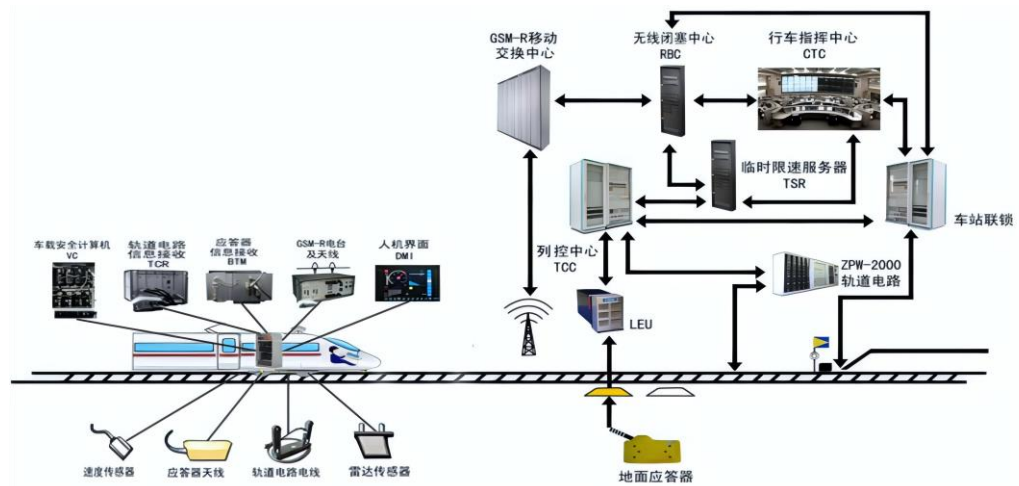 GSM-R移动
交换中心
无线闭塞中心
RBC
行车指挥中心
CTC
临时限速服务器
TSR
车站联锁
列控中心
TCC
ZPW-2000
轨道电路
LEU
地面应答器
车载安全计算机
VC
轨道电路
信息接收
TCR
应答器
信息接收
BTM
GSM-R电台
及天线
人机界面
DMI
速度传感器
应答器天线
轨道电路电线
雷达传感器